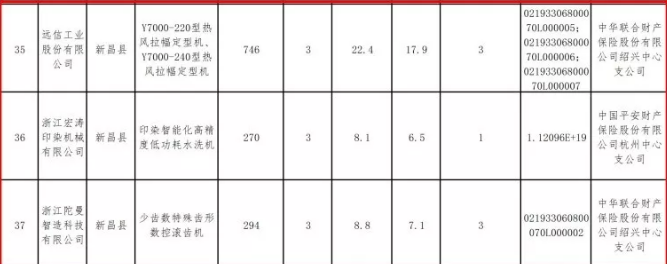 35 远信工业股份有限公司 新昌县 Y7000-220型热风拉幅定型机、Y7000-240型热风拉幅定型机 746 3 22.4 17.9 3 02193306800070L000005；02193306800070L000006；02193306800070L000007 中华联合财产保险股份有限公司绍兴中心支公司
36 浙江宏涛印染机械有限公司 新昌县 印染智能化高精度低功耗水洗机 270 3 8.1 6.5 1 1.12096E+19 中国平安财产保险股份有限公司杭州中心支公司
37 浙江陀曼智造科技有限公司 新昌县 少齿数特殊齿形数控滚齿机 294 3 8.8 7.1 3 021933060800070L000002 中华联合财产保险股份有限公司绍兴中心支公司